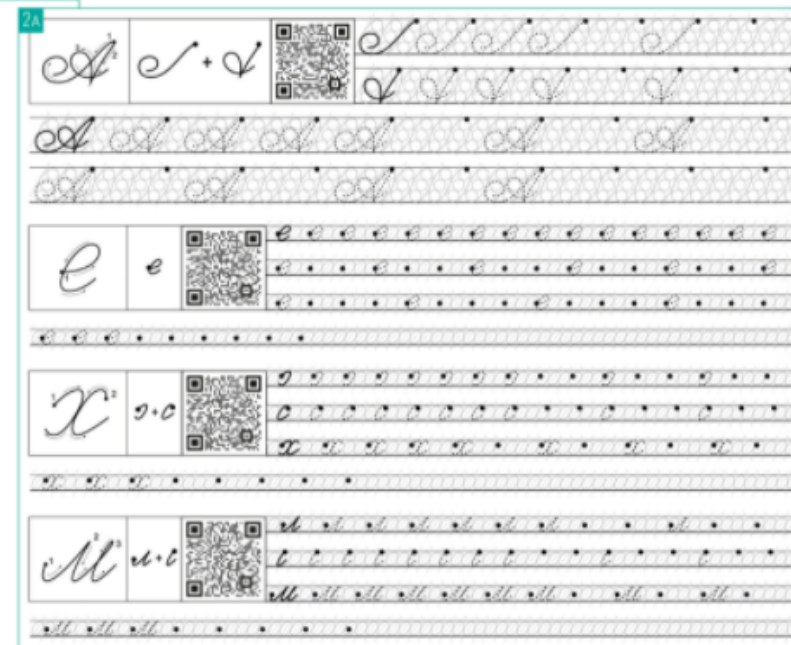 2А
А
+
А А А А А А А
А А А А
е
е
е е е е е е е е е е е е е е е е
е е е е е е
е е е е
е е е
х
+
х х х х х х х х
х х х
м
л +
м м м м м м м м м
м м м